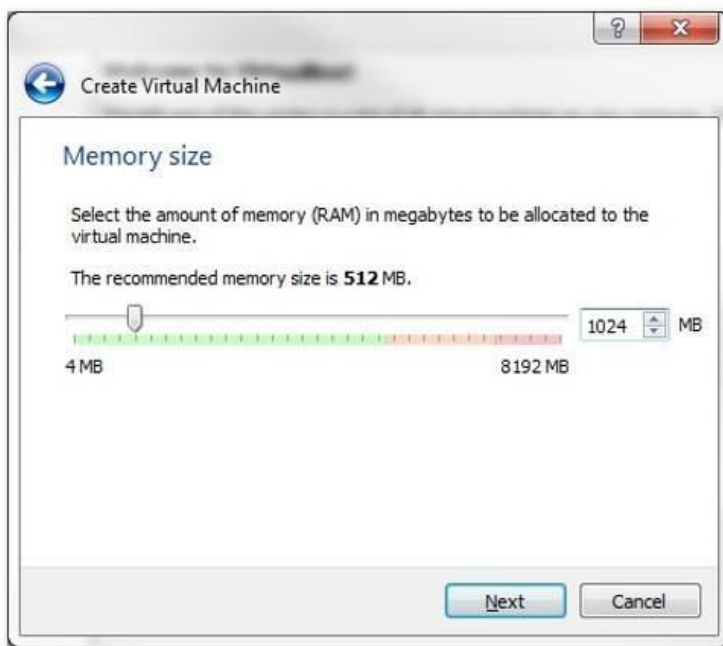 Create Virtual Machine
Memory size
Select the amount of memory (RAM) in megabytes to be allocated to the
virtual machine.
The recommended memory size is 512 MB.
1024 MB
4 MB 8192 MB
Next Cancel